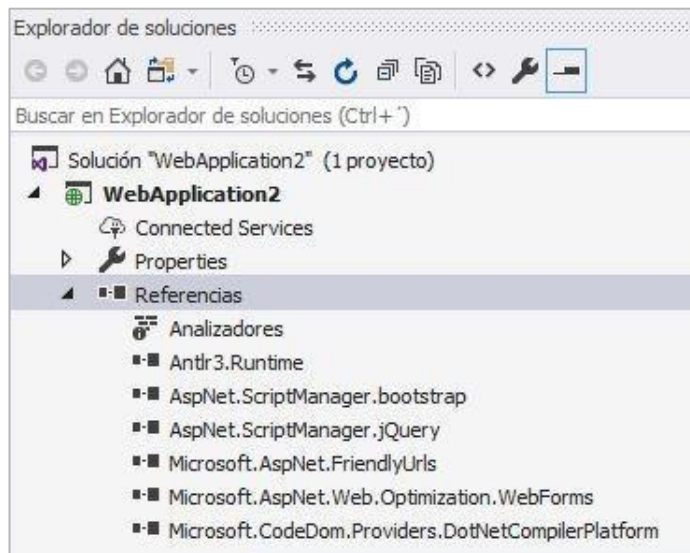 Explorador de soluciones
Buscar en Explorador de soluciones (Ctrl+´)
Solución "WebApplication2" (1 proyecto)
WebApplication2
Connected Services
Properties
Referencias
Analizadores
Antlr3.Runtime
AspNet.ScriptManager.bootstrap
AspNet.ScriptManager.jQuery
Microsoft.AspNet.FriendlyUrls
Microsoft.AspNet.Web.Optimization.WebForms
Microsoft.CodeDom.Providers.DotNetCompilerPlatform